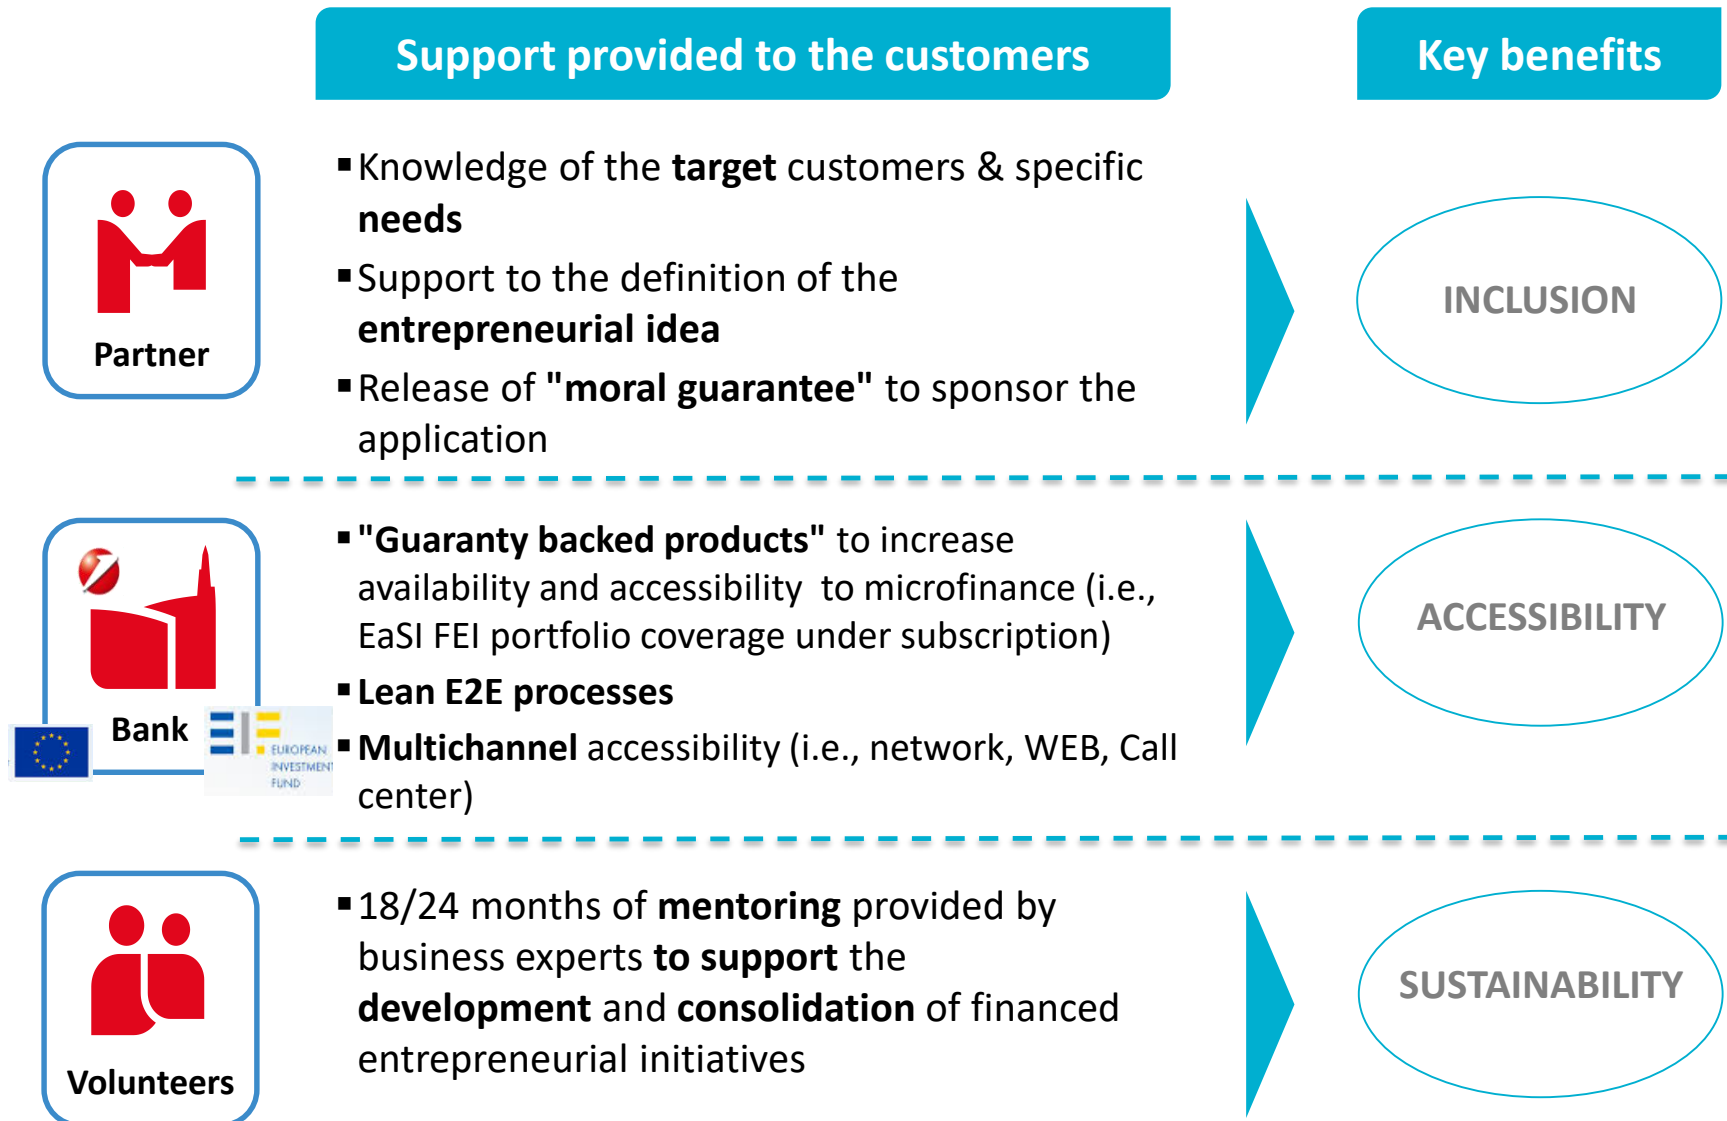 Support provided to the customers
Key benefits
Partner
▪Knowledge of the target customers & specific
needs
▪Support to the definition of the
entrepreneurial idea
▪Release of "moral guarantee" to sponsor the
application
INCLUSION
Bank
EUROPEAN
INVESTMENT
FUND
▪"Guaranty backed products" to increase
availability and accessibility  to microfinance (i.e.,
EaSI FEI portfolio coverage under subscription)
▪Lean E2E processes
▪Multichannel accessibility (i.e., network, WEB, Call
center)
ACCESSIBILITY
Volunteers
▪18/24 months of mentoring provided by
business experts to support the
development and consolidation of financed
entrepreneurial initiatives
SUSTAINABILITY